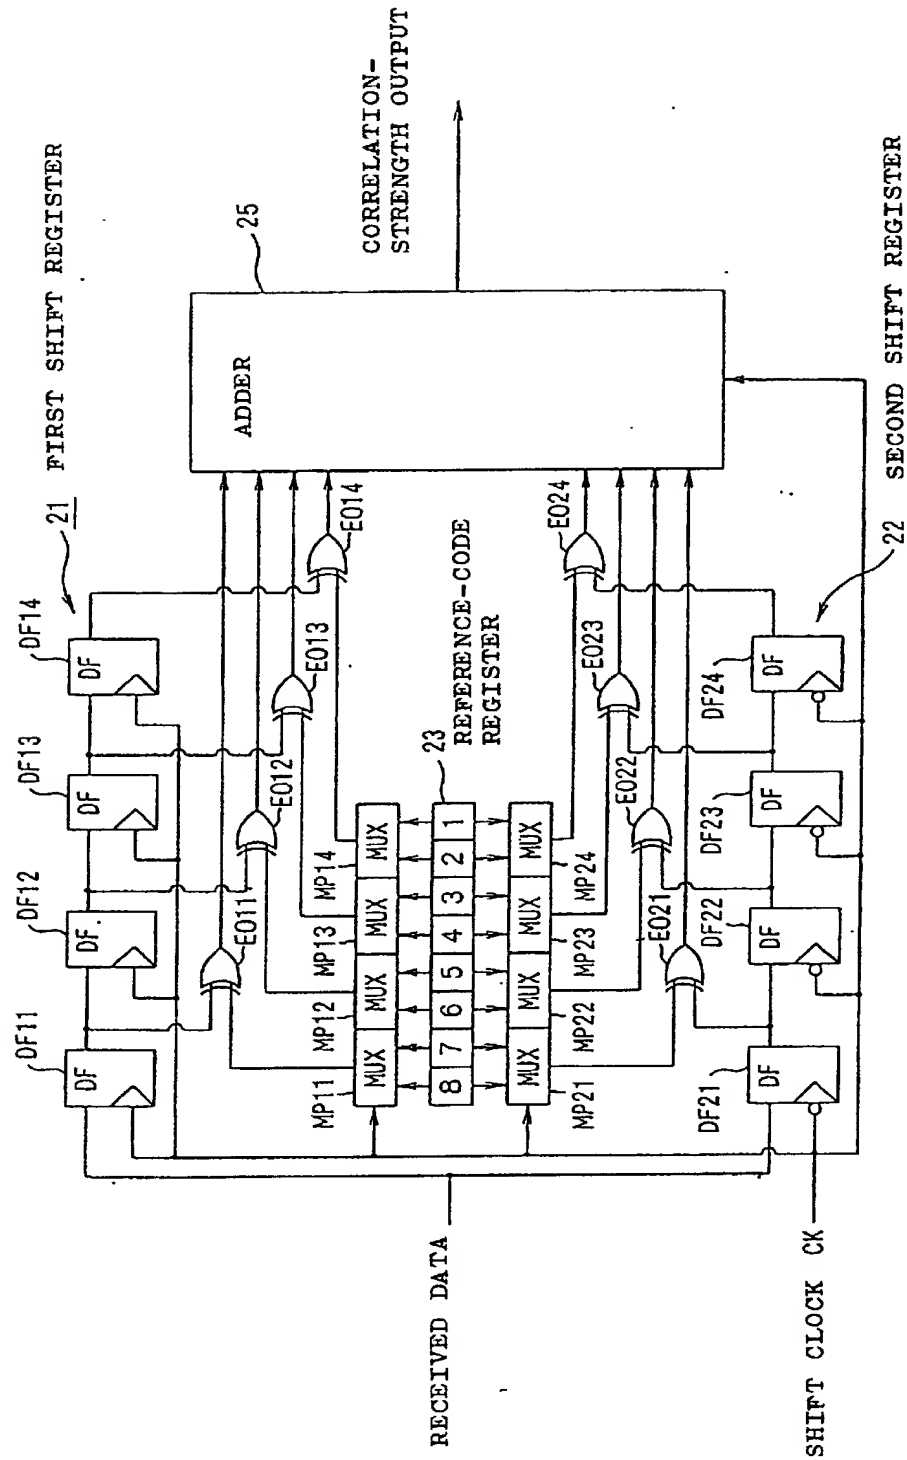 21 FIRST SHIFT REGISTER
DF11
DF12
DF13
DF14
DF
DF
DF
DF
EO11
EO12
EO13
EO14
ADDER
25
CORRELATION-
STRENGTH OUTPUT
MP11
MP12
MP13
MP14
MUX
MUX
MUX
MUX
23
REFERENCE-CODE
REGISTER
8
7
6
5
4
3
2
1
MUX
MUX
MUX
MUX
MP21
MP22
MP23
MP24
RECEIVED DATA
EO21
EO22
EO23
EO24
DF21
DF22
DF23
DF24
DF
DF
DF
DF
SHIFT CLOCK CK
22 SECOND SHIFT REGISTER